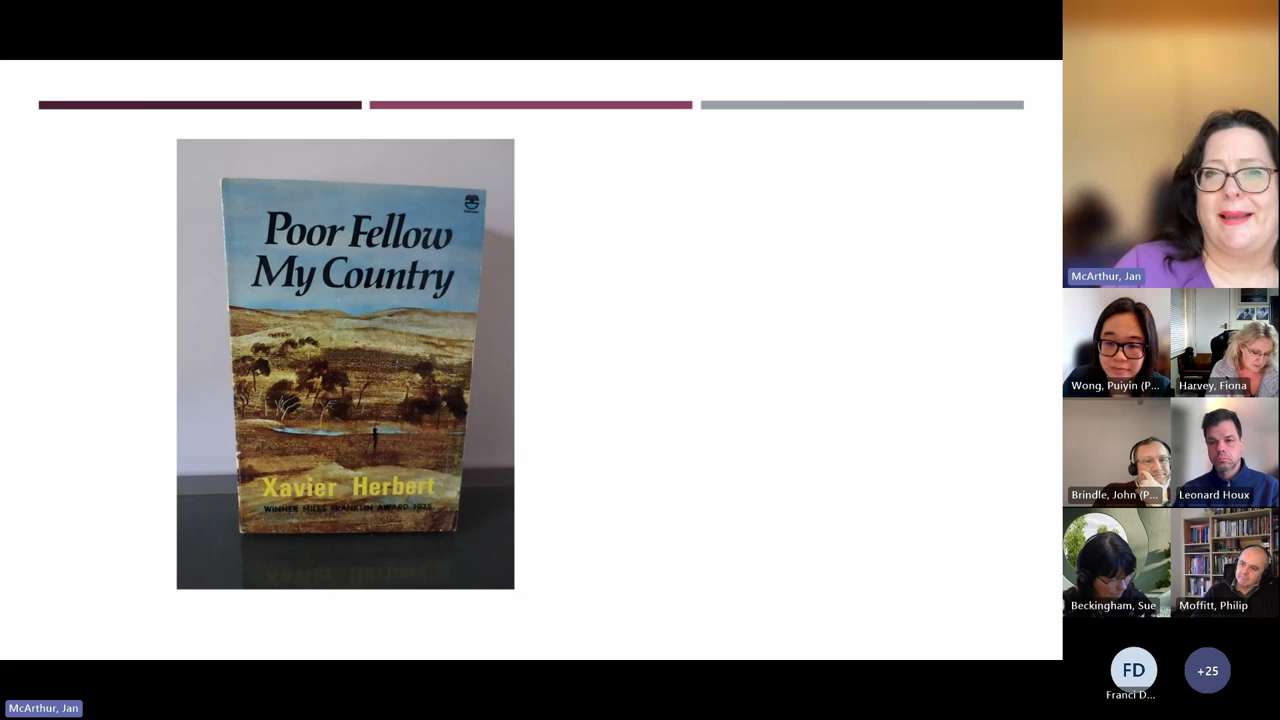 Poor Fellow
My Country
Xavier Herbert
WINNER MILES FRANKLIN AWARD 1975
McArthur, Jan
Wong, Puiyin (P...
Harvey, Fiona
Brindle, John (P...
Leonard Houx
Beckingham, Sue
Moffitt, Philip
FD
Franci D...
+25
McArthur, Jan